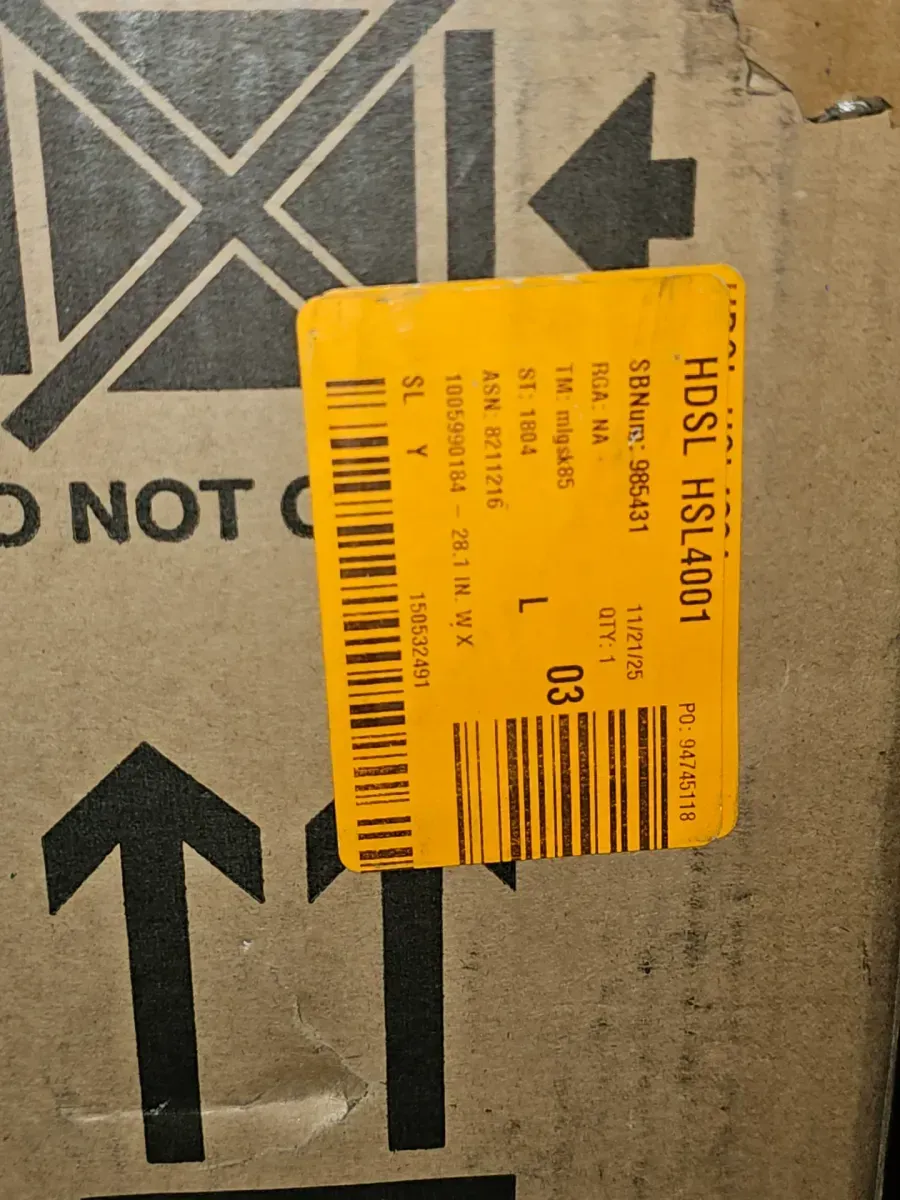 HDSL HSL4001
PO: 94745118
SBNum: 985431 11/21/25
RGA: NA QTY: 1
TM: mlgsk85
03
ST: 1804 L
ASN: 8211216
1005990184 - 28.1 IN. W X
SL Y 150532491
NOT